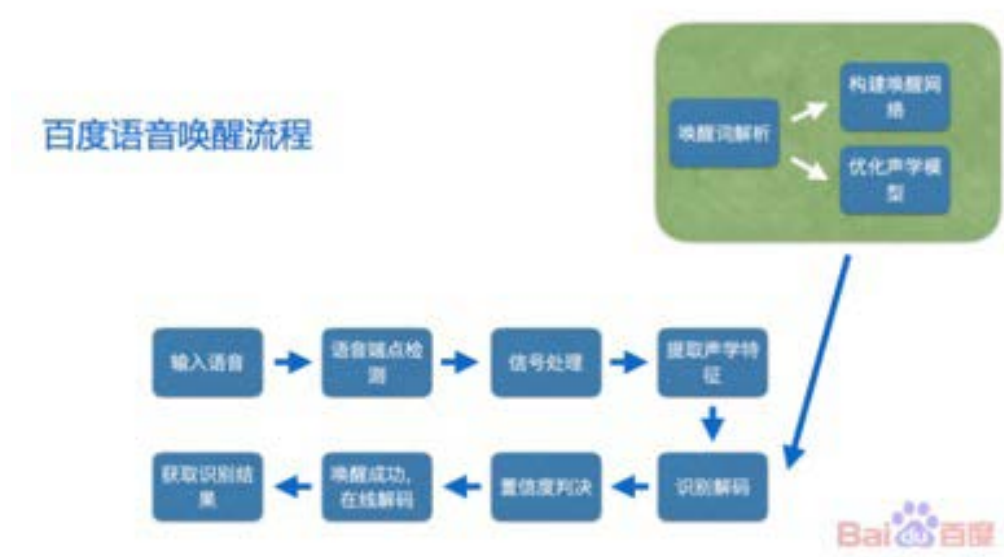 百度语音唤醒流程
构建唤醒网
络
唤醒词解析
优化声学模
型
输入语音
语音端点检
测
信号处理
提取声学特
征
获取识别结
果
唤醒成功,
在线解码
置信度判决
识别解码
Bai du 百度